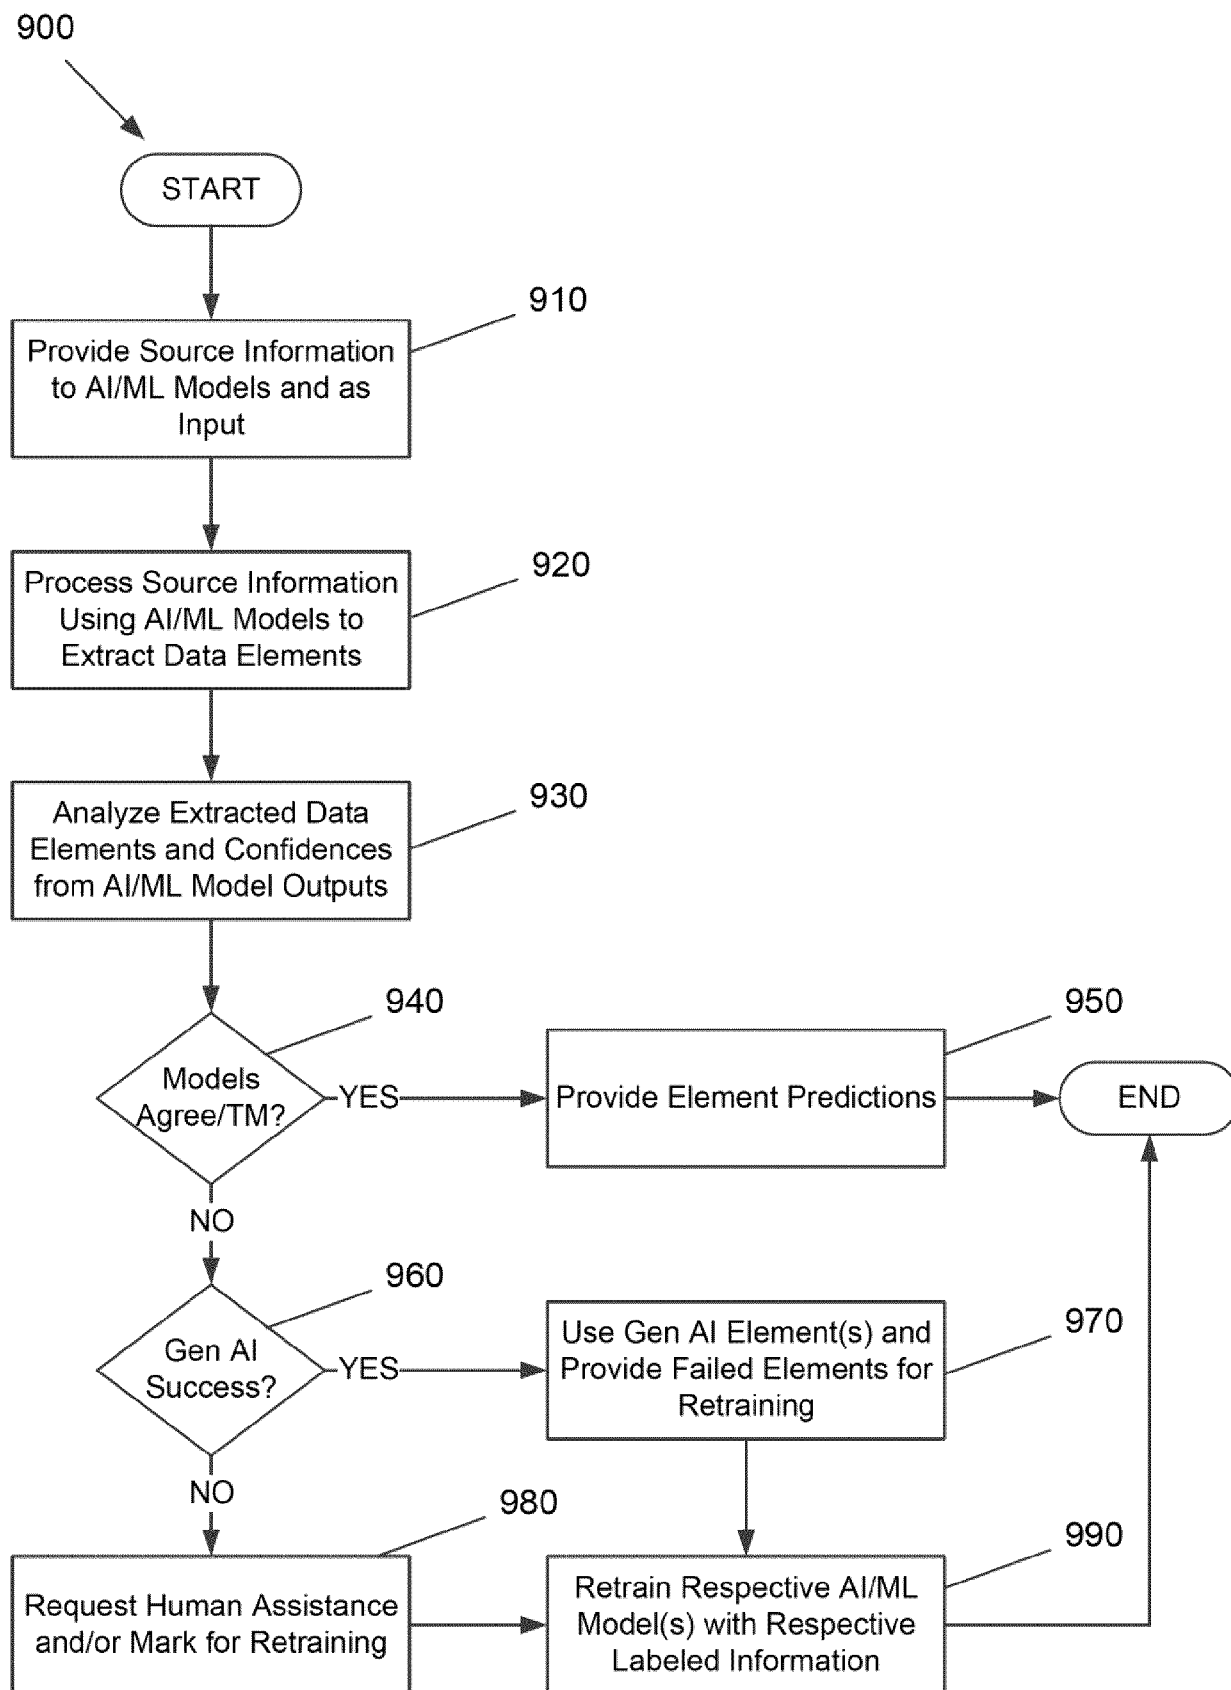 900
START
910
Provide Source Information
to AI/ML Models and as
Input
920
Process Source Information
Using AI/ML Models to
Extract Data Elements
930
Analyze Extracted Data
Elements and Confidences
from AI/ML Model Outputs
940
Models
Agree/TM?
YES
950
Provide Element Predictions
END
NO
960
Gen AI
Success?
YES
970
Use Gen AI Element(s) and
Provide Failed Elements for
Retraining
NO
980
Request Human Assistance
and/or Mark for Retraining
990
Retrain Respective AI/ML
Model(s) with Respective
Labeled Information